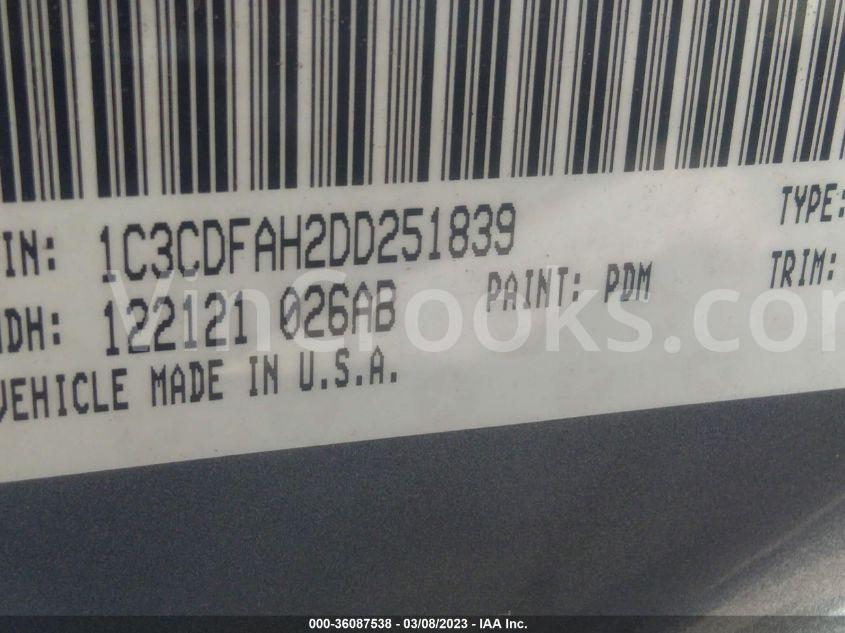 IN: 1C3CDFAH2DD251839 TYPE:
MDH: 122121 026AB PAINT: PDM TRIM:
VEHICLE MADE IN U.S.A.
VinCrooks.com
000-36087538 - 03/08/2023 - IAA Inc.